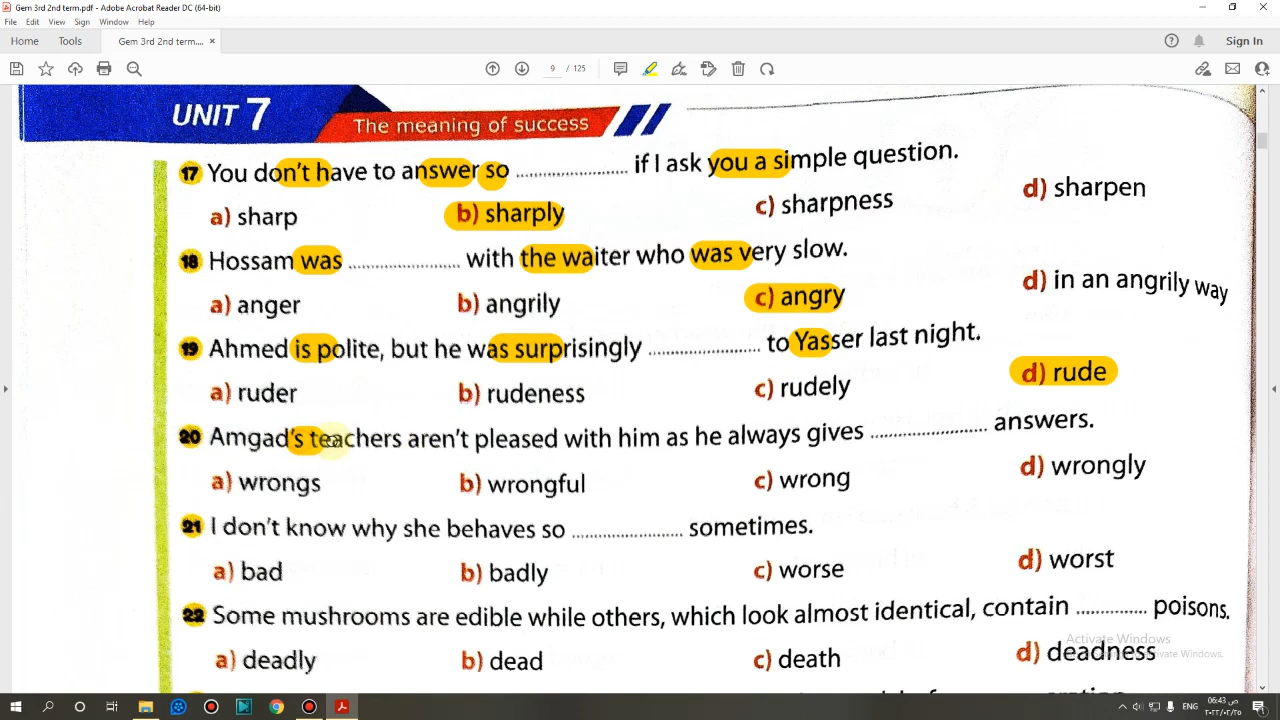 Gem 3rd 2nd term.pdf - Adobe Acrobat Reader DC (64-bit)
File Edit View Sign Window Help
Home Tools Gem 3rd 2nd term.... × Sign In
9 / 125
UNIT 7 The meaning of success
17 You don't have to answer so .................... if I ask you a simple question.
a) sharp b) sharply c) sharpness d) sharpen
18 Hossam was .................... with the waiter who was very slow.
a) anger b) angrily c) angry d) in an angrily way
19 Ahmed is polite, but he was surprisingly .................... to Yasser last night.
a) ruder b) rudeness c) rudely d) rude
20 Amgad's teachers aren't pleased with him as he always gives .................... answers.
a) wrongs b) wrongful c) wrong d) wrongly
21 I don't know why she behaves so .................... sometimes.
a) bad b) badly c) worse d) worst
22 Some mushrooms are edible while others, which look almost identical, contain ............. poisons.
a) deadly b) dead c) death d) deadness
Activate Windows
ENG 06:43 ص